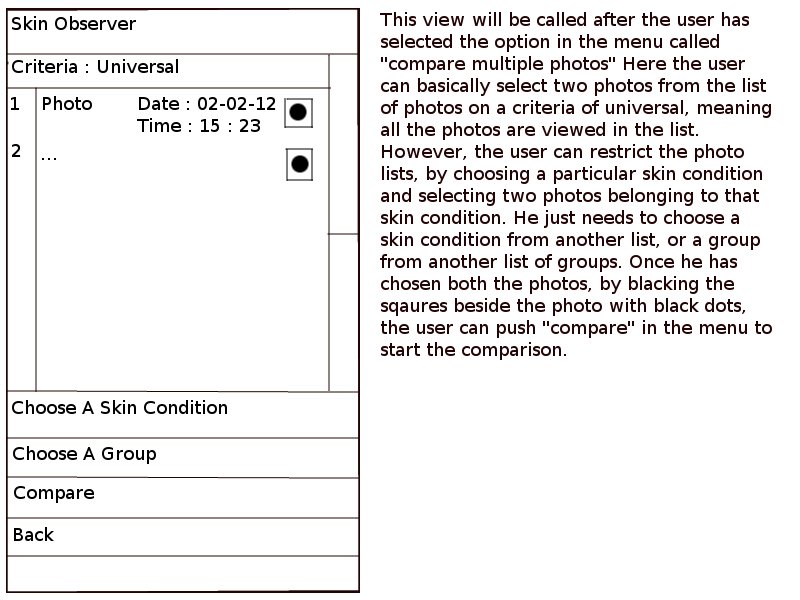 Skin Observer
Criteria : Universal
1 Photo Date : 02-02-12
Time : 15 : 23
2 ...
Choose A Skin Condition
Choose A Group
Compare
Back
This view will be called after the user has
selected the option in the menu called
"compare multiple photos" Here the user
can basically select two photos from the list
of photos on a criteria of universal, meaning
all the photos are viewed in the list.
However, the user can restrict the photo
lists, by choosing a particular skin condition
and selecting two photos belonging to that
skin condition. He just needs to choose a
skin condition from another list, or a group
from another list of groups. Once he has
chosen both the photos, by blacking the
sqaures beside the photo with black dots,
the user can push "compare" in the menu to
start the comparison.